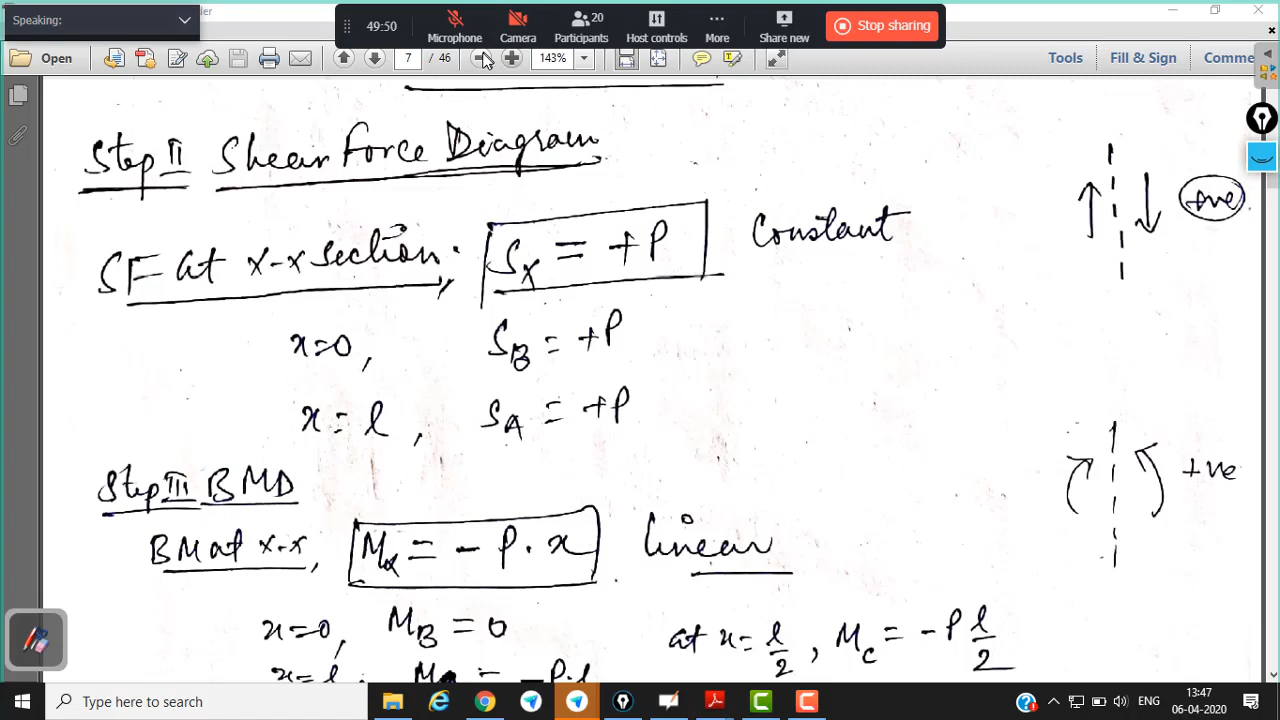 Speaking:
49:50
20
Microphone Camera Participants Host controls More Share new Stop sharing
Open 7 / 46 143% Tools Fill & Sign Comme
Step II Shear Force Diagram
+ve
SF at x-x section, Sx = +P Constant
x=0, SB = +P
x = l, SA = +P
Step III BMD
+ve
BM at x-x, Mx = - P. x linear
x=0, MB = 0 at x = l/2, Mc = - P l/2
x=l, = -P.l
Type here to search
ENG
13:47
06-04-2020